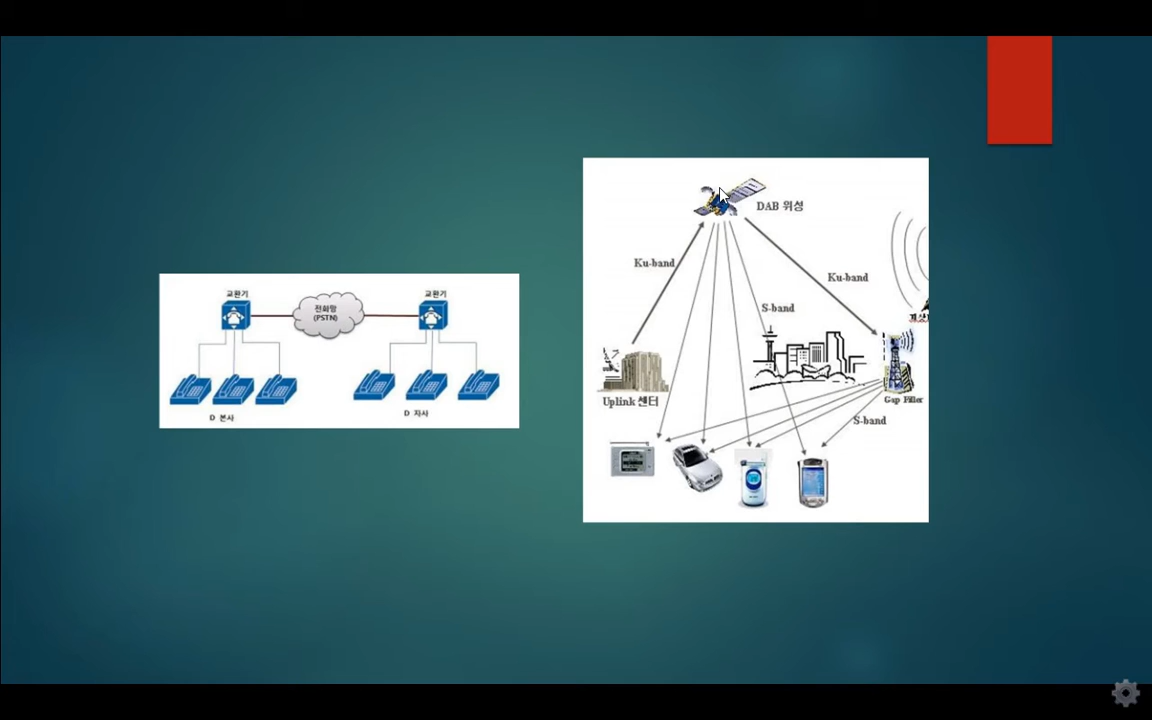 교환기
교환기
전화망
(PSTN)
D 본사
D 지사
DAB 위성
Ku-band
Ku-band
S-band
Uplink 센터
Gap Filler
S-band